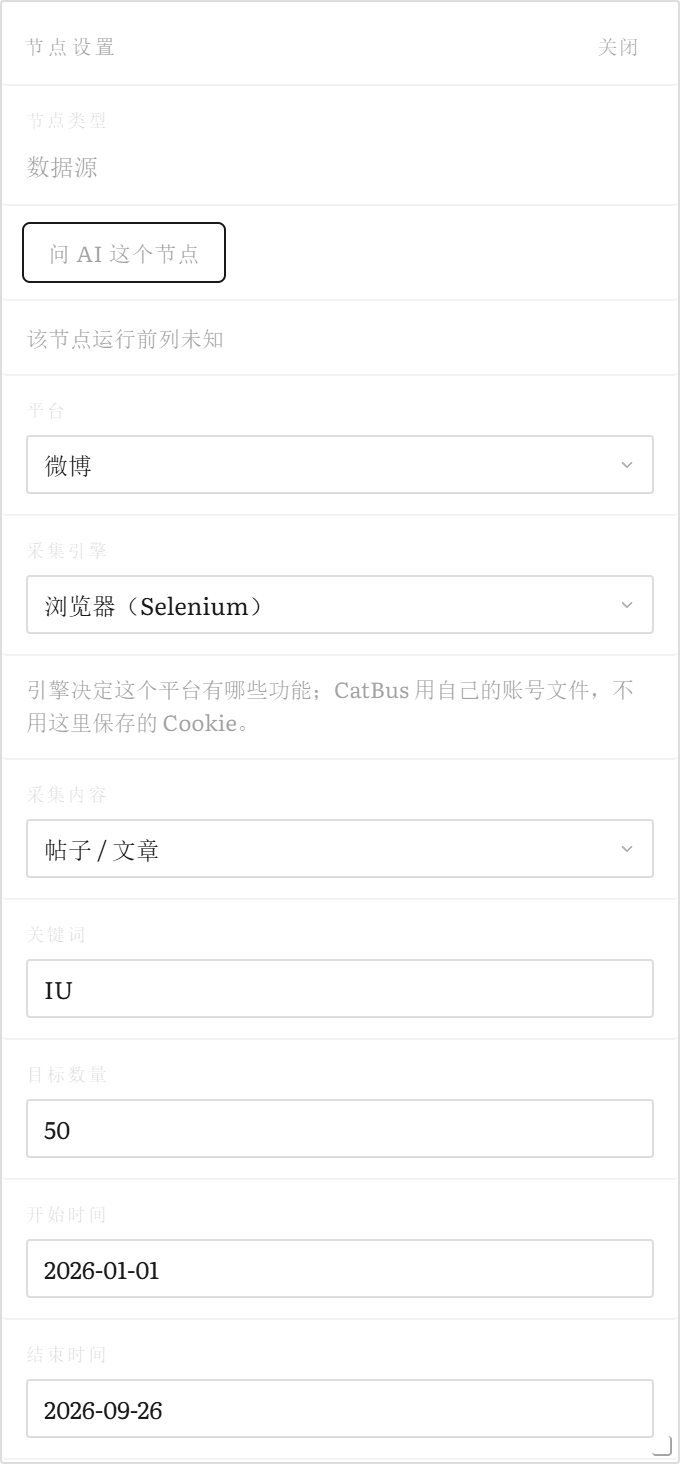 节点设置
关闭
节点类型
数据源
问 AI 这个节点
该节点运行前列未知
平台
微博
采集引擎
浏览器（Selenium）
引擎决定这个平台有哪些功能；CatBus 用自己的账号文件，不
用这里保存的 Cookie。
采集内容
帖子 / 文章
关键词
IU
目标数量
50
开始时间
2026-01-01
结束时间
2026-09-26